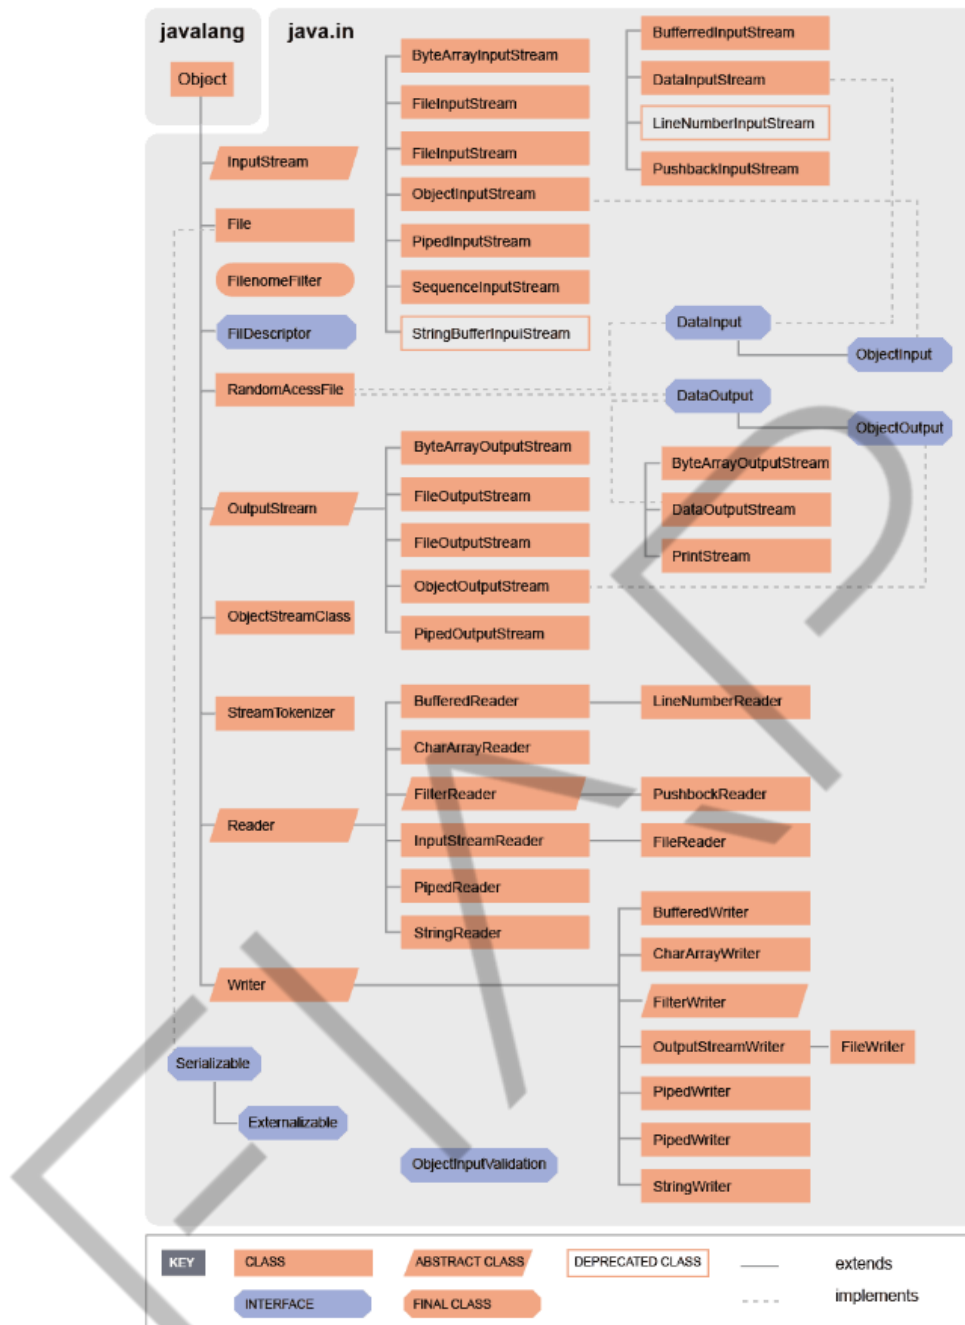 javalang
java.in
Object
InputStream
File
FilenomeFilter
FilDescriptor
RandomAcessFile
OutputStream
ObjectStreamClass
StreamTokenizer
Reader
Writer
Serializable
Externalizable
ByteArrayInputStream
FileInputStream
FileInputStream
ObjectInputStream
PipedInputStream
SequenceInputStream
StringBufferInputStream
BufferredInputStream
DataInputStream
LineNumberInputStream
PushbackInputStream
DataInput
ObjectInput
DataOutput
ObjectOutput
ByteArrayOutputStream
FileOutputStream
FileOutputStream
ObjectOutputStream
PipedOutputStream
ByteArrayOutputStream
DataOutputStream
PrintStream
BufferedReader
CharArrayReader
FilterReader
InputStreamReader
PipedReader
StringReader
LineNumberReader
PushbockReader
FileReader
BufferedWriter
CharArrayWriter
FilterWriter
OutputStreamWriter
FileWriter
PipedWriter
PipedWriter
StringWriter
ObjectInputValidation
KEY
CLASS
ABSTRACT CLASS
DEPRECATED CLASS
extends
INTERFACE
FINAL CLASS
implements